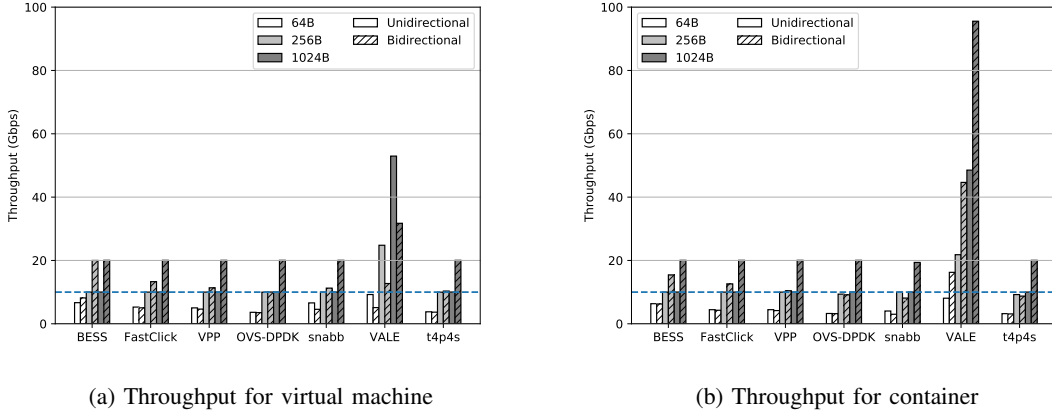 100
80
60
40
20
0
Throughput (Gbps)
64B
256B
1024B
Unidirectional
Bidirectional
BESS FastClick VPP OVS-DPDK snabb VALE t4p4s
(a) Throughput for virtual machine
100
80
60
40
20
0
Throughput (Gbps)
64B
256B
1024B
Unidirectional
Bidirectional
BESS FastClick VPP OVS-DPDK snabb VALE t4p4s
(b) Throughput for container